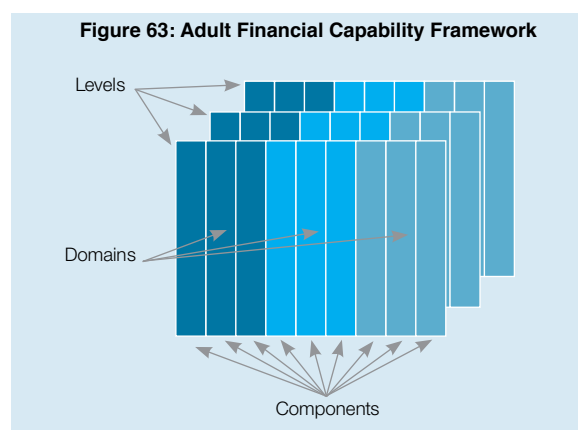 Figure 63: Adult Financial Capability Framework
Levels
Domains
Components